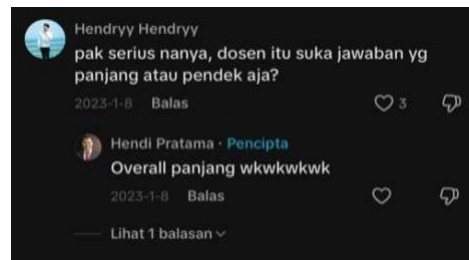 Hendryy Hendryy
pak serius nanya, dosen itu suka jawaban yg
panjang atau pendek aja?
2023-1-8 Balas 3
Hendi Pratama · Pencipta
Overall panjang wkwkwkwk
2023-1-8 Balas
Lihat 1 balasan